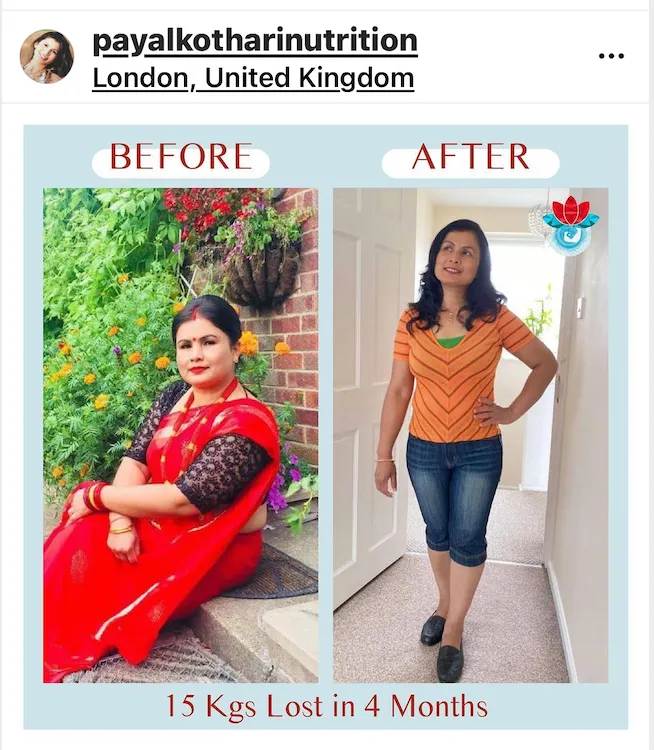 payalkotharinutrition
London, United Kingdom
BEFORE
AFTER
15 Kgs Lost in 4 Months